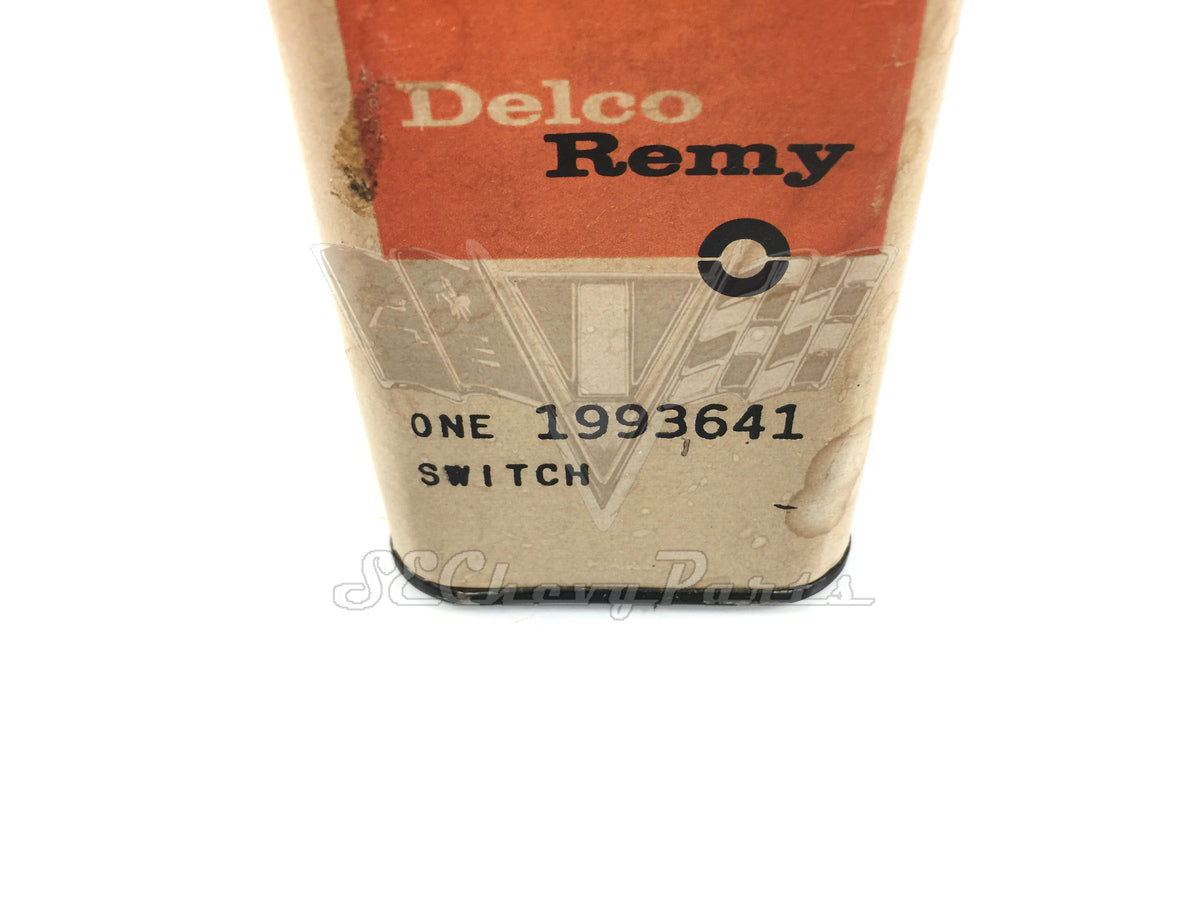 Delco
Remy
ONE 1993641
SWITCH
SSChevyParts